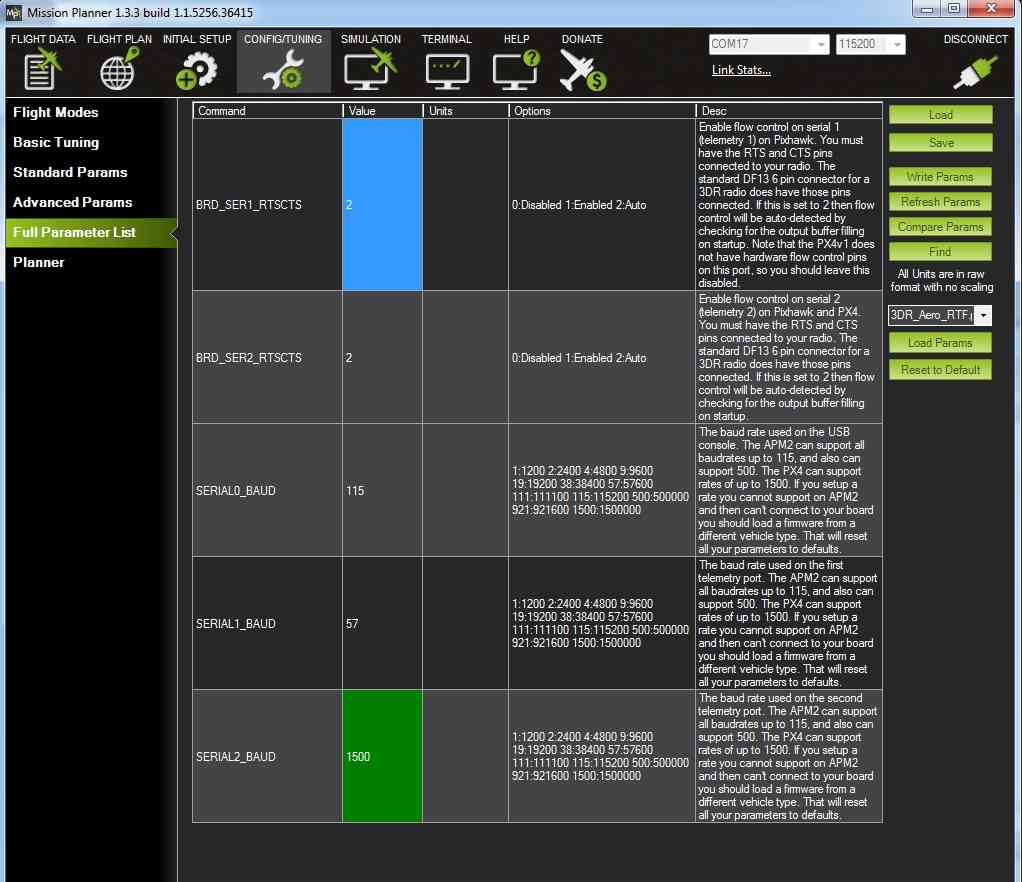 Mission Planner 1.3.3 build 1.1.5256.36415
FLIGHT DATA FLIGHT PLAN INITIAL SETUP CONFIG/TUNING SIMULATION TERMINAL HELP DONATE
COM17 115200
DISCONNECT
Link Stats...
Flight Modes
Basic Tuning
Standard Params
Advanced Params
Full Parameter List
Planner
Command Value Units Options Desc
BRD_SER1_RTSCTS
2
0:Disabled 1:Enabled 2:Auto
Enable flow control on serial 1
(telemetry 1) on Pixhawk. You must
have the RTS and CTS pins
connected to your radio. The
standard DF13 6 pin connector for a
3DR radio does have those pins
connected. If this is set to 2 then flow
control will be auto-detected by
checking for the output buffer filling
on startup. Note that the PX4v1 does
not have hardware flow control pins
on this port, so you should leave this
disabled.
BRD_SER2_RTSCTS
2
0:Disabled 1:Enabled 2:Auto
Enable flow control on serial 2
(telemetry 2) on Pixhawk and PX4.
You must have the RTS and CTS
pins connected to your radio. The
standard DF13 6 pin connector for a
3DR radio does have those pins
connected. If this is set to 2 then flow
control will be auto-detected by
checking for the output buffer filling
on startup.
SERIAL0_BAUD
115
1:1200 2:2400 4:4800 9:9600
19:19200 38:38400 57:57600
111:111100 115:115200 500:500000
921:921600 1500:1500000
The baud rate used on the USB
console. The APM2 can support all
baudrates up to 115, and also can
support 500. The PX4 can support
rates of up to 1500. If you setup a
rate you cannot support on APM2
and then can't connect to your board
you should load a firmware from a
different vehicle type. That will reset
all your parameters to defaults.
SERIAL1_BAUD
57
1:1200 2:2400 4:4800 9:9600
19:19200 38:38400 57:57600
111:111100 115:115200 500:500000
921:921600 1500:1500000
The baud rate used on the first
telemetry port. The APM2 can support
all baudrates up to 115, and also can
support 500. The PX4 can support
rates of up to 1500. If you setup a
rate you cannot support on APM2
and then can't connect to your board
you should load a firmware from a
different vehicle type. That will reset
all your parameters to defaults.
SERIAL2_BAUD
1500
1:1200 2:2400 4:4800 9:9600
19:19200 38:38400 57:57600
111:111100 115:115200 500:500000
921:921600 1500:1500000
The baud rate used on the second
telemetry port. The APM2 can support
all baudrates up to 115, and also can
support 500. The PX4 can support
rates of up to 1500. If you setup a
rate you cannot support on APM2
and then can't connect to your board
you should load a firmware from a
different vehicle type. That will reset
all your parameters to defaults.
Load
Save
Write Params
Refresh Params
Compare Params
Find
All Units are in raw
format with no scaling
3DR_Aero_RTF.p
Load Params
Reset to Default